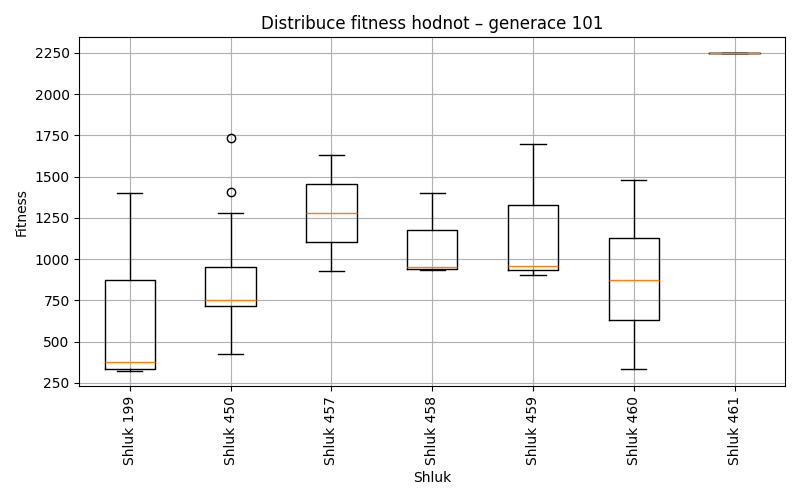 Distribuce fitness hodnot – generace 101
Fitness
2250
2000
1750
1500
1250
1000
750
500
250
Shluk 199
Shluk 450
Shluk 457
Shluk 458
Shluk 459
Shluk 460
Shluk 461
Shluk